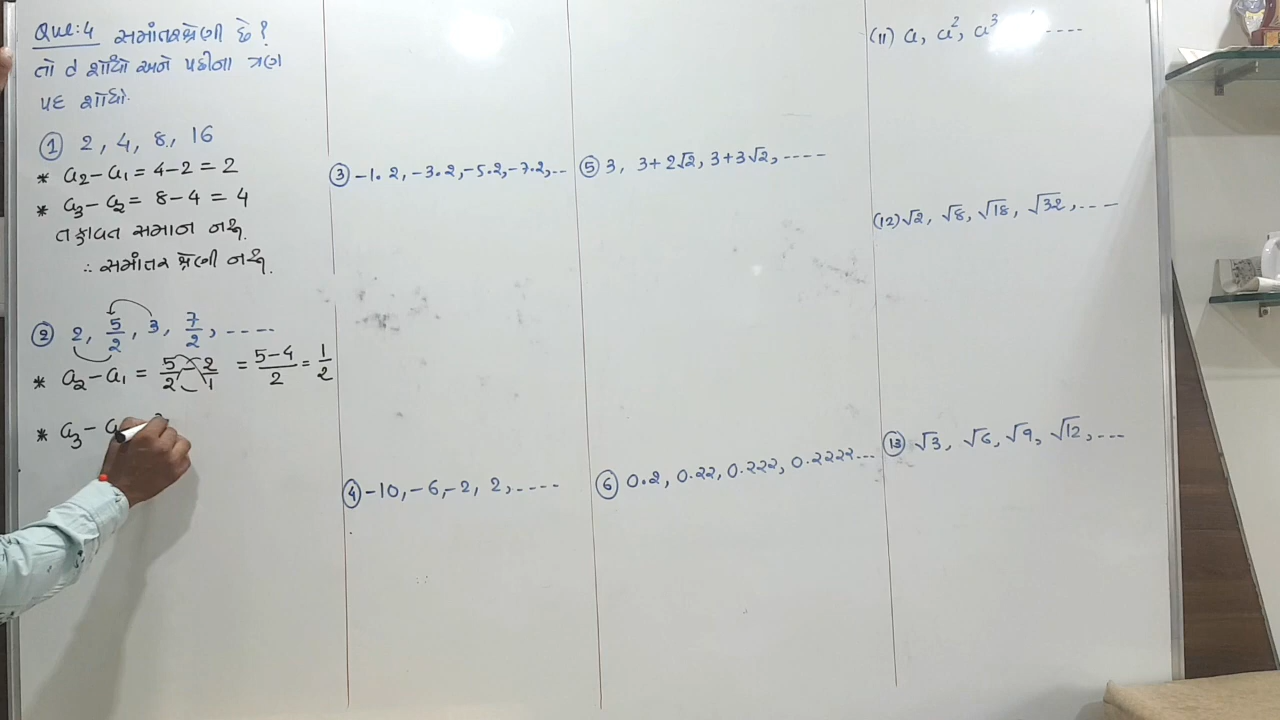 Que:4 સમાંતર શ્રેણી છે?
તો d શોધો અને પછીના ત્રણ
પદ શોધો.
① 2, 4, 8, 16
* a₂-a₁ = 4-2 = 2
* a₃-a₂ = 8-4 = 4
તફાવત સમાન નથી.
∴ સમાંતર શ્રેણી નથી.
② 2, 5/2, 3, 7/2, ----
* a₂-a₁ = 5/2 - 2/1 = (5-4)/2 = 1/2
* a₃-
③ -1.2, -3.2, -5.2, -7.2, --
④ -10, -6, -2, 2, ----
⑤ 3, 3+2√2, 3+3√2, ----
⑥ 0.2, 0.22, 0.222, 0.2222...
(11) a, a², a³ ----
(12) √2, √8, √18, √32, ---
⑬ √3, √6, √9, √12, ---